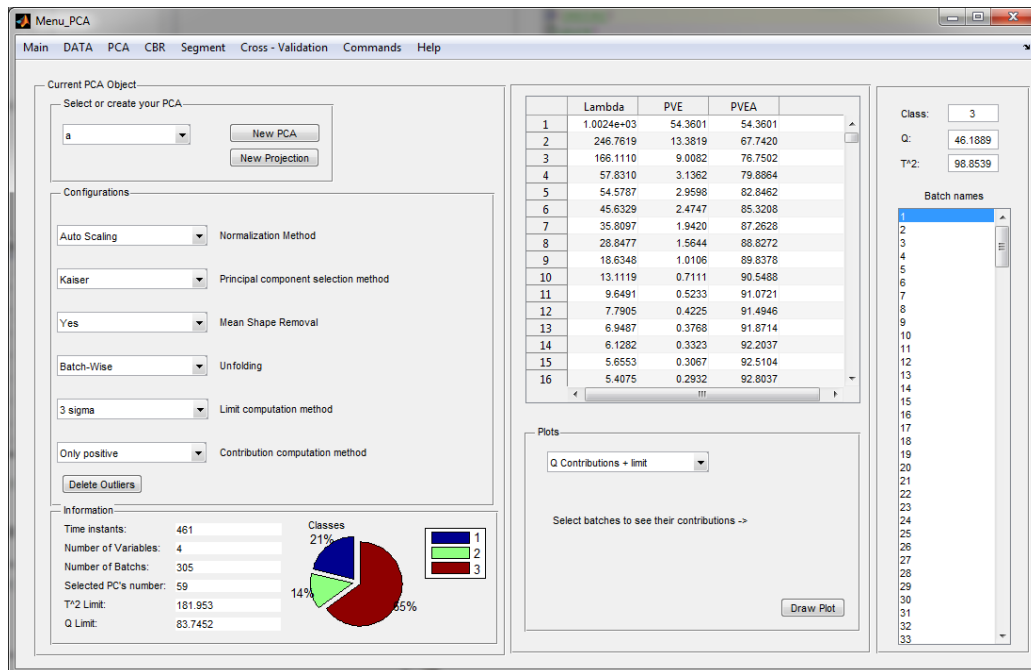 Menu_PCA
Main DATA PCA CBR Segment Cross - Validation Commands Help
Current PCA Object
Select or create your PCA
a
New PCA
New Projection
Configurations
Auto Scaling Normalization Method
Kaiser Principal component selection method
Yes Mean Shape Removal
Batch-Wise Unfolding
3 sigma Limit computation method
Only positive Contribution computation method
Delete Outliers
Information
Time instants: 461
Number of Variables: 4
Number of Batchs: 305
Selected PC's number: 59
T^2 Limit: 181.953
Q Limit: 83.7452
Classes
21%
14%
65%
1
2
3
Lambda PVE PVEA
1 1.0024e+03 54.3601 54.3601
2 246.7619 13.3819 67.7420
3 166.1110 9.0082 76.7502
4 57.8310 3.1362 79.8864
5 54.5787 2.9598 82.8462
6 45.6329 2.4747 85.3208
7 35.8097 1.9420 87.2628
8 28.8477 1.5644 88.8272
9 18.6348 1.0106 89.8378
10 13.1119 0.7111 90.5488
11 9.6491 0.5233 91.0721
12 7.7905 0.4225 91.4946
13 6.9487 0.3768 91.8714
14 6.1282 0.3323 92.2037
15 5.6553 0.3067 92.5104
16 5.4075 0.2932 92.8037
Plots
Q Contributions + limit
Select batches to see their contributions ->
Draw Plot
Class: 3
Q: 46.1889
T^2: 98.8539
Batch names
1
2
3
4
5
6
7
8
9
10
11
12
13
14
15
16
17
18
19
20
21
22
23
24
25
26
27
28
29
30
31
32
33